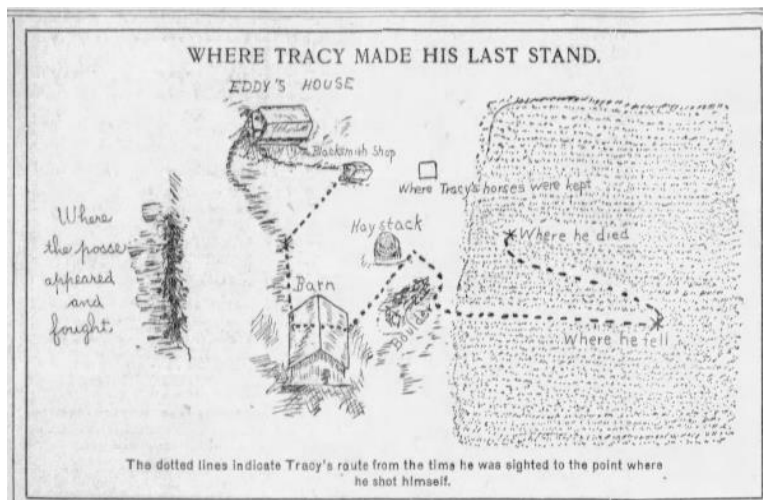 WHERE TRACY MADE HIS LAST STAND.
EDDY'S HOUSE
Blacksmith Shop
Where Tracy's horses were kept
Where
the posse
appeared
and
fought.
Haystack
Where he died
Barn
Boulder
Where he fell
The dotted lines indicate Tracy's route from the time he was sighted to the point where
he shot himself.